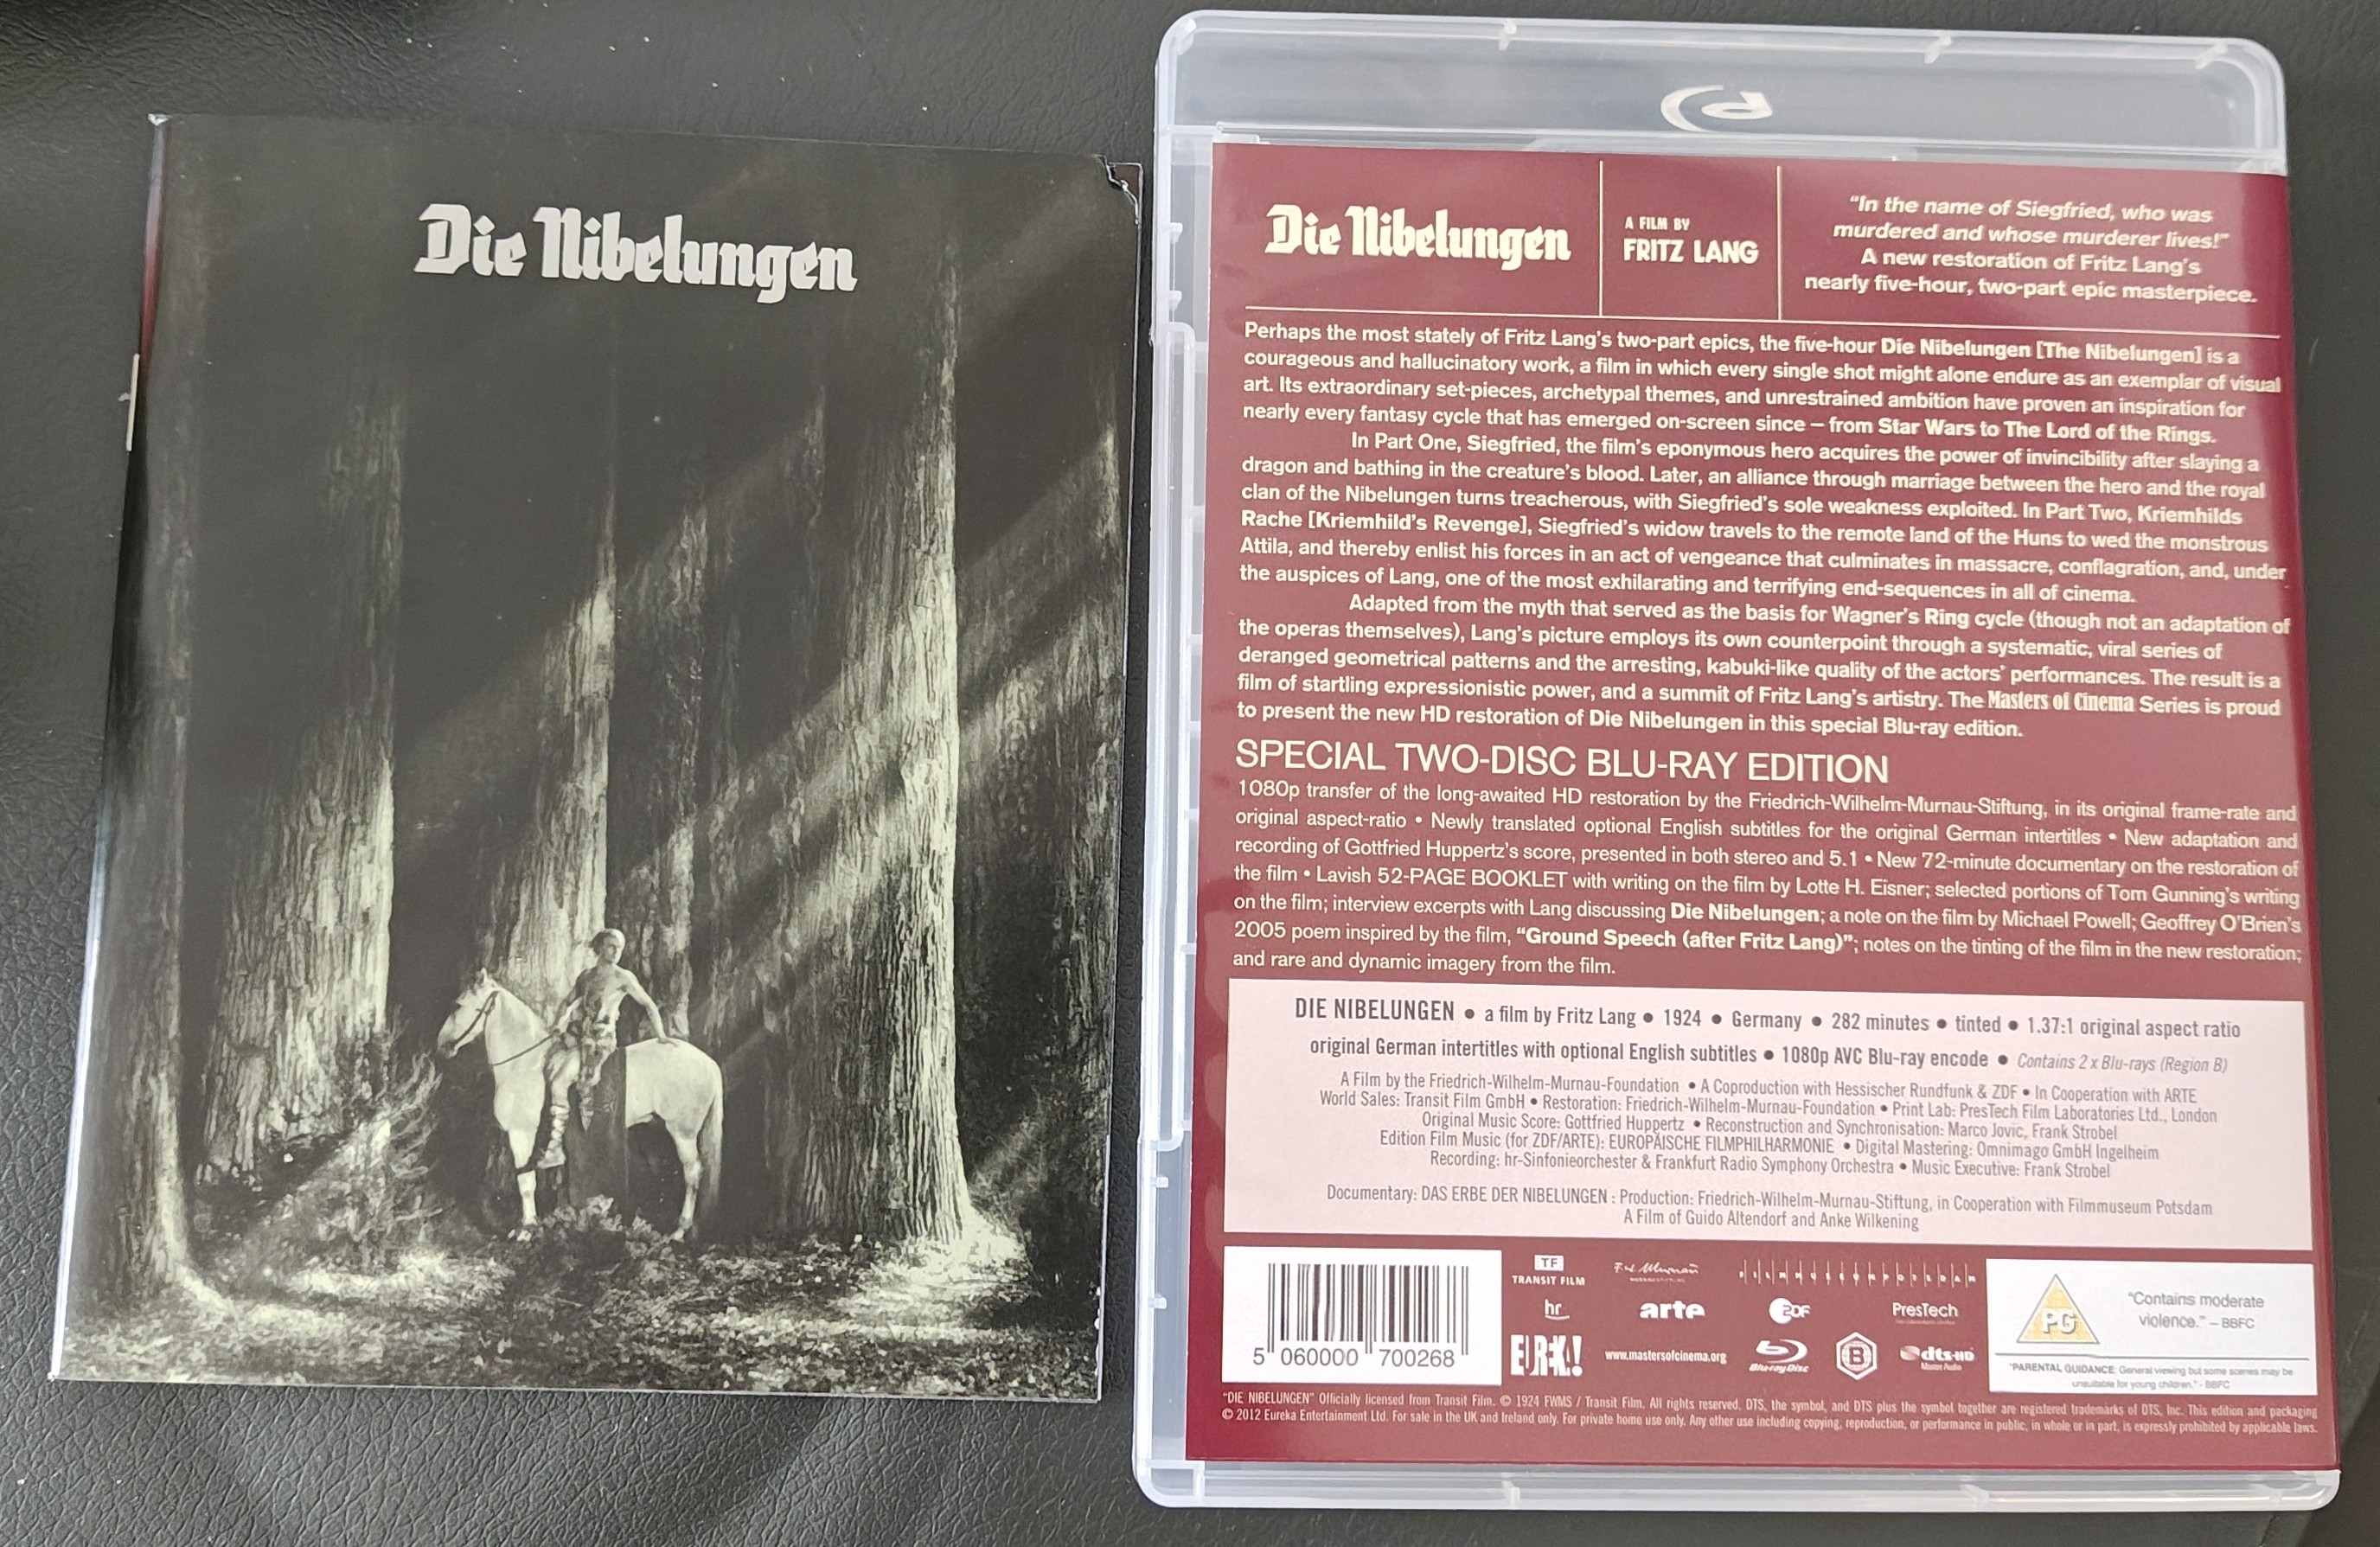 Die Nibelungen
Die Nibelungen
A FILM BY
FRITZ LANG
“In the name of Siegfried, who was
murdered and whose murderer lives!”
A new restoration of Fritz Lang’s
nearly five-hour, two-part epic masterpiece.
Perhaps the most stately of Fritz Lang’s two-part epics, the five-hour Die Nibelungen [The Nibelungen] is a
courageous and hallucinatory work, a film in which every single shot might alone endure as an exemplar of visual
art. Its extraordinary set-pieces, archetypal themes, and unrestrained ambition have proven an inspiration for
nearly every fantasy cycle that has emerged on-screen since – from Star Wars to The Lord of the Rings.
In Part One, Siegfried, the film’s eponymous hero acquires the power of invincibility after slaying a
dragon and bathing in the creature’s blood. Later, an alliance through marriage between the hero and the royal
clan of the Nibelungen turns treacherous, with Siegfried’s sole weakness exploited. In Part Two, Kriemhilds
Rache [Kriemhild’s Revenge], Siegfried’s widow travels to the remote land of the Huns to wed the monstrous
Attila, and thereby enlist his forces in an act of vengeance that culminates in massacre, conflagration, and, under
the auspices of Lang, one of the most exhilarating and terrifying end-sequences in all of cinema.
Adapted from the myth that served as the basis for Wagner’s Ring cycle (though not an adaptation of
the operas themselves), Lang’s picture employs its own counterpoint through a systematic, viral series of
deranged geometrical patterns and the arresting, kabuki-like quality of the actors’ performances. The result is a
film of startling expressionistic power, and a summit of Fritz Lang’s artistry. The Masters of Cinema Series is proud
to present the new HD restoration of Die Nibelungen in this special Blu-ray edition.
SPECIAL TWO-DISC BLU-RAY EDITION
1080p transfer of the long-awaited HD restoration by the Friedrich-Wilhelm-Murnau-Stiftung, in its original frame-rate and
original aspect-ratio • Newly translated optional English subtitles for the original German intertitles • New adaptation and
recording of Gottfried Huppertz’s score, presented in both stereo and 5.1 • New 72-minute documentary on the restoration of
the film • Lavish 52-PAGE BOOKLET with writing on the film by Lotte H. Eisner; selected portions of Tom Gunning’s writing
on the film; interview excerpts with Lang discussing Die Nibelungen; a note on the film by Michael Powell; Geoffrey O’Brien’s
2005 poem inspired by the film, “Ground Speech (after Fritz Lang)”; notes on the tinting of the film in the new restoration;
and rare and dynamic imagery from the film.
DIE NIBELUNGEN • a film by Fritz Lang • 1924 • Germany • 282 minutes • tinted • 1.37:1 original aspect ratio
original German intertitles with optional English subtitles • 1080p AVC Blu-ray encode • Contains 2 x Blu-rays (Region B)
A Film by the Friedrich-Wilhelm-Murnau-Foundation • A Coproduction with Hessischer Rundfunk & ZDF • In Cooperation with ARTE
World Sales: Transit Film GmbH • Restoration: Friedrich-Wilhelm-Murnau-Foundation • Print Lab: PresTech Film Laboratories Ltd., London
Original Music Score: Gottfried Huppertz • Reconstruction and Synchronisation: Marco Jovic, Frank Strobel
Edition Film Music (for ZDF/ARTE): EUROPÄISCHE FILMPHILHARMONIE • Digital Mastering: Omnimago GmbH Ingelheim
Recording: hr-Sinfonieorchester & Frankfurt Radio Symphony Orchestra • Music Executive: Frank Strobel
Documentary: DAS ERBE DER NIBELUNGEN : Production: Friedrich-Wilhelm-Murnau-Stiftung, in Cooperation with Filmmuseum Potsdam
A Film of Guido Altendorf and Anke Wilkening
5 060000 700268
TF
TRANSIT FILM
F.W. Murnau
FILMMUSEUMPOTSDAM
hr
arte
ZDF
PresTech
EUREKA!
www.mastersofcinema.org
Blu-ray Disc
B
dts-HD
Master Audio
PG
“Contains moderate
violence.” – BBFC
“PARENTAL GUIDANCE: General viewing but some scenes may be
unsuitable for young children.” - BBFC
“DIE NIBELUNGEN” Officially licensed from Transit Film. © 1924 FWMS / Transit Film. All rights reserved. DTS, the symbol, and DTS plus the symbol together are registered trademarks of DTS, Inc. This edition and packaging
© 2012 Eureka Entertainment Ltd. For sale in the UK and Ireland only. For private home use only. Any other use including copying, reproduction, or performance in public, in whole or in part, is expressly prohibited by applicable laws.